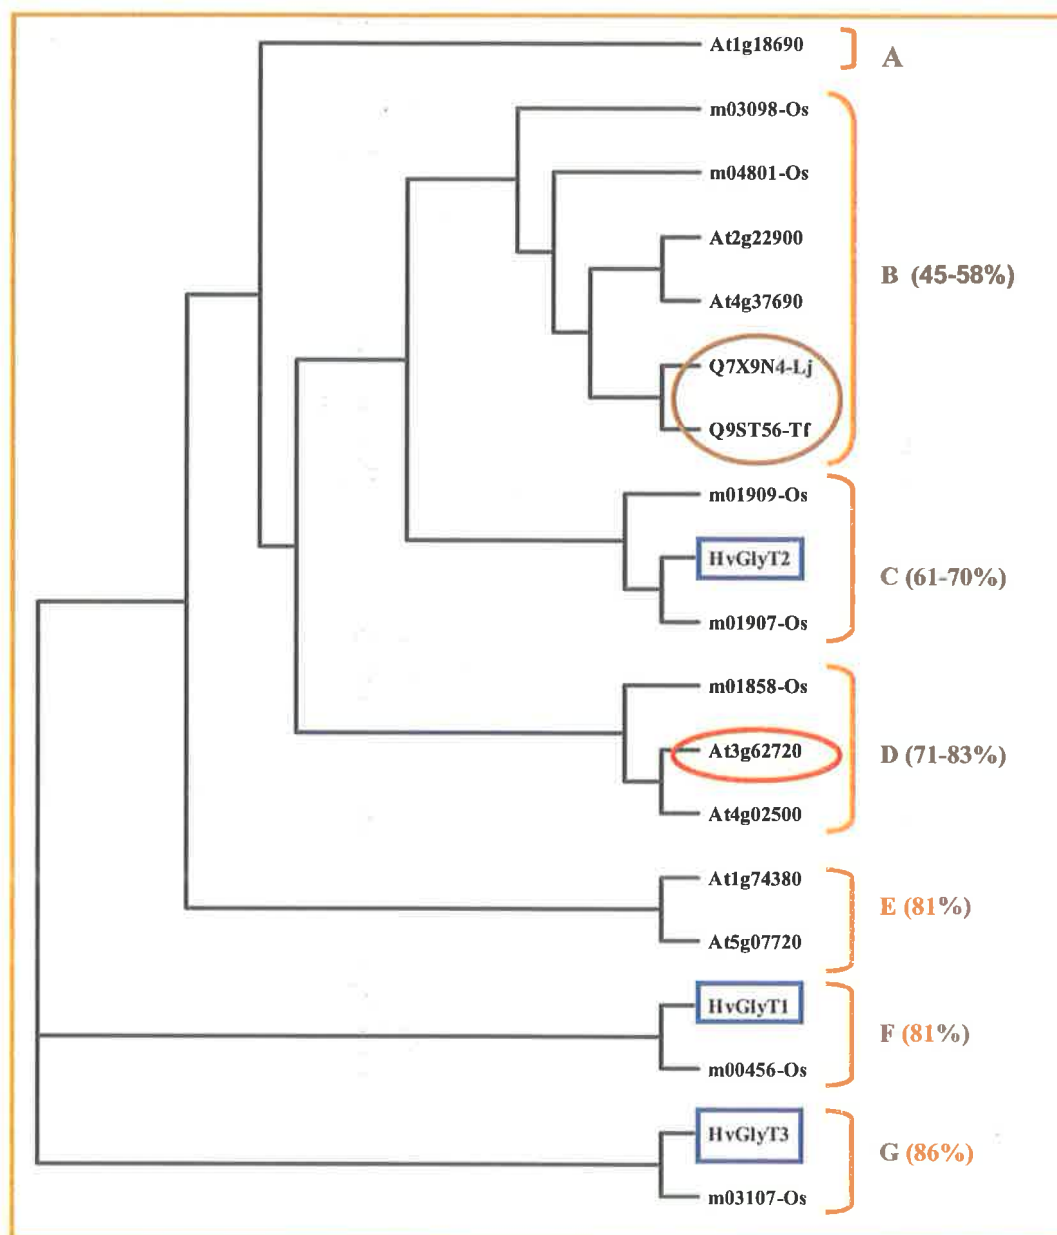 At1g18690
A
m03098-Os
m04801-Os
At2g22900
B (45-58%)
At4g37690
Q7X9N4-Lj
Q9ST56-Tf
m01909-Os
HvGlyT2
C (61-70%)
m01907-Os
m01858-Os
At3g62720
D (71-83%)
At4g02500
At1g74380
E (81%)
At5g07720
HvGlyT1
F (81%)
m00456-Os
HvGlyT3
G (86%)
m03107-Os